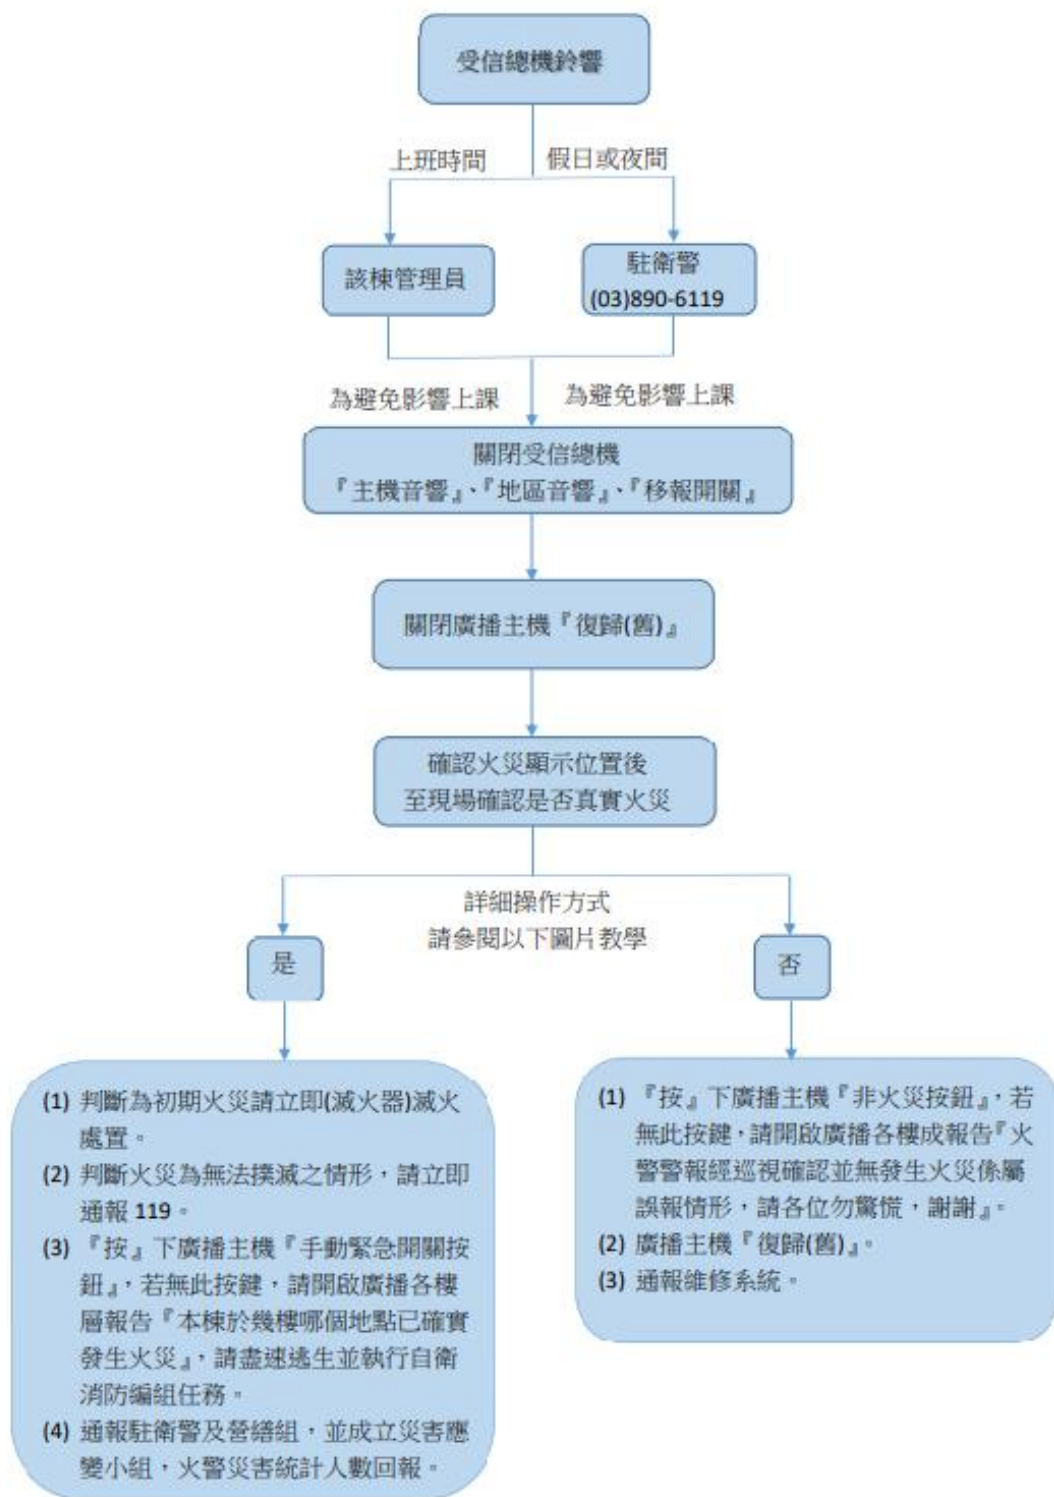 受信總機鈴響
上班時間
假日或夜間
該棟管理員
駐衛警
(03)890-6119
為避免影響上課
為避免影響上課
關閉受信總機
『主機音響』、『地區音響』、『移報開關』
關閉廣播主機『復歸(舊)』
確認火災顯示位置後
至現場確認是否真實火災
詳細操作方式
請參閱以下圖片教學
是
否
(1) 判斷為初期火災請立即(滅火器)滅火
處置。
(2) 判斷火災為無法撲滅之情形，請立即
通報 119。
(3) 『按』下廣播主機『手動緊急開關按
鈕』，若無此按鍵，請開啟廣播各樓
層報告『本棟於幾樓哪個地點已確實
發生火災』，請盡速逃生並執行自衛
消防編組任務。
(4) 通報駐衛警及營繕組，並成立災害應
變小組，火警災害統計人數回報。
(1) 『按』下廣播主機『非火災按鈕』，若
無此按鍵，請開啟廣播各樓成報告『火
警警報經巡視確認並無發生火災係屬
誤報情形，請各位勿驚慌，謝謝』。
(2) 廣播主機『復歸(舊)』。
(3) 通報維修系統。